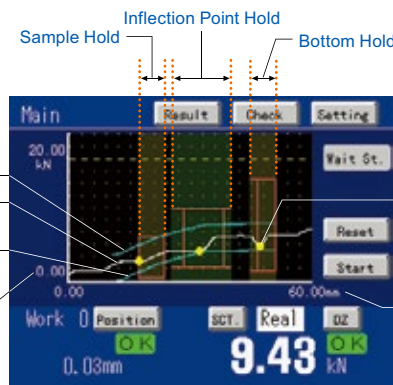 Inflection Point Hold
Sample Hold
Bottom Hold
Main Result Check Setting
20.00
kN
Wait St.
Reset
0.00
Start
0.00 60.00mm
Work 0 Position SCT. Real DZ
OK OK
0.03mm 9.43 kN